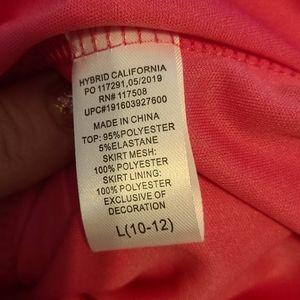 HYBRID CALIFORNIA
PO 117291,05/2019
RN# 117508
UPC#191603927600
MADE IN CHINA
TOP: 95%POLYESTER
5%ELASTANE
SKIRT MESH:
100% POLYESTER
SKIRT LINING:
100% POLYESTER
EXCLUSIVE OF
DECORATION
L(10-12)